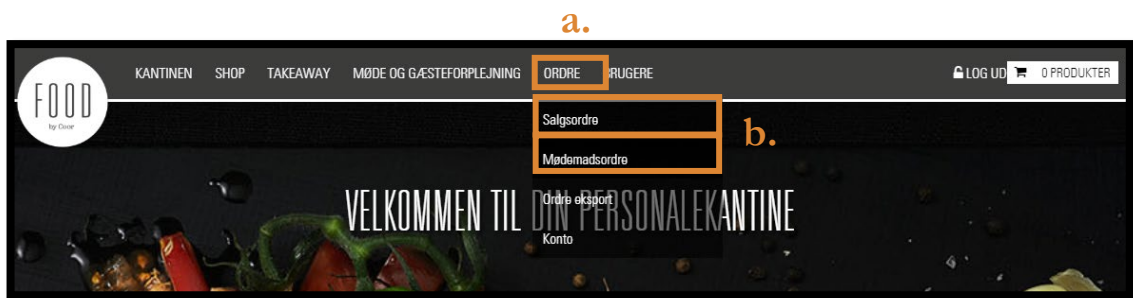 a.
FOOD
by Coor
KANTINEN SHOP TAKEAWAY MØDE OG GÆSTEFORPLEJNING ORDRE BRUGERE LOG UD 0 PRODUKTER
Salgsordre
b.
Mødemadsordre
VELKOMMEN TIL DIN PERSONALEKANTINE
Ordre eksport
Konto